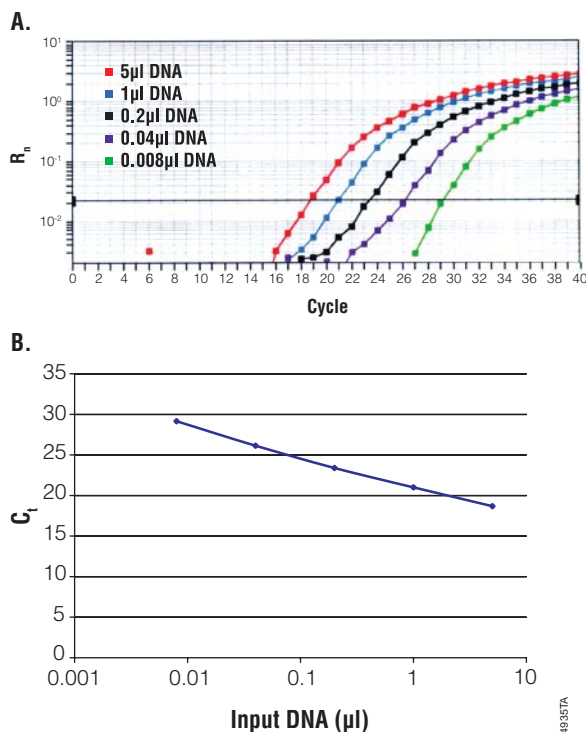 A.
10¹
10⁰
10⁻¹
10⁻²
Rₙ
5µl DNA
1µl DNA
0.2µl DNA
0.04µl DNA
0.008µl DNA
0 2 4 6 8 10 12 14 16 18 20 22 24 26 28 30 32 34 36 38 40
Cycle
B.
35
30
25
20
15
10
5
0
Cₜ
0.001 0.01 0.1 1 10
Input DNA (µl)
4935TA